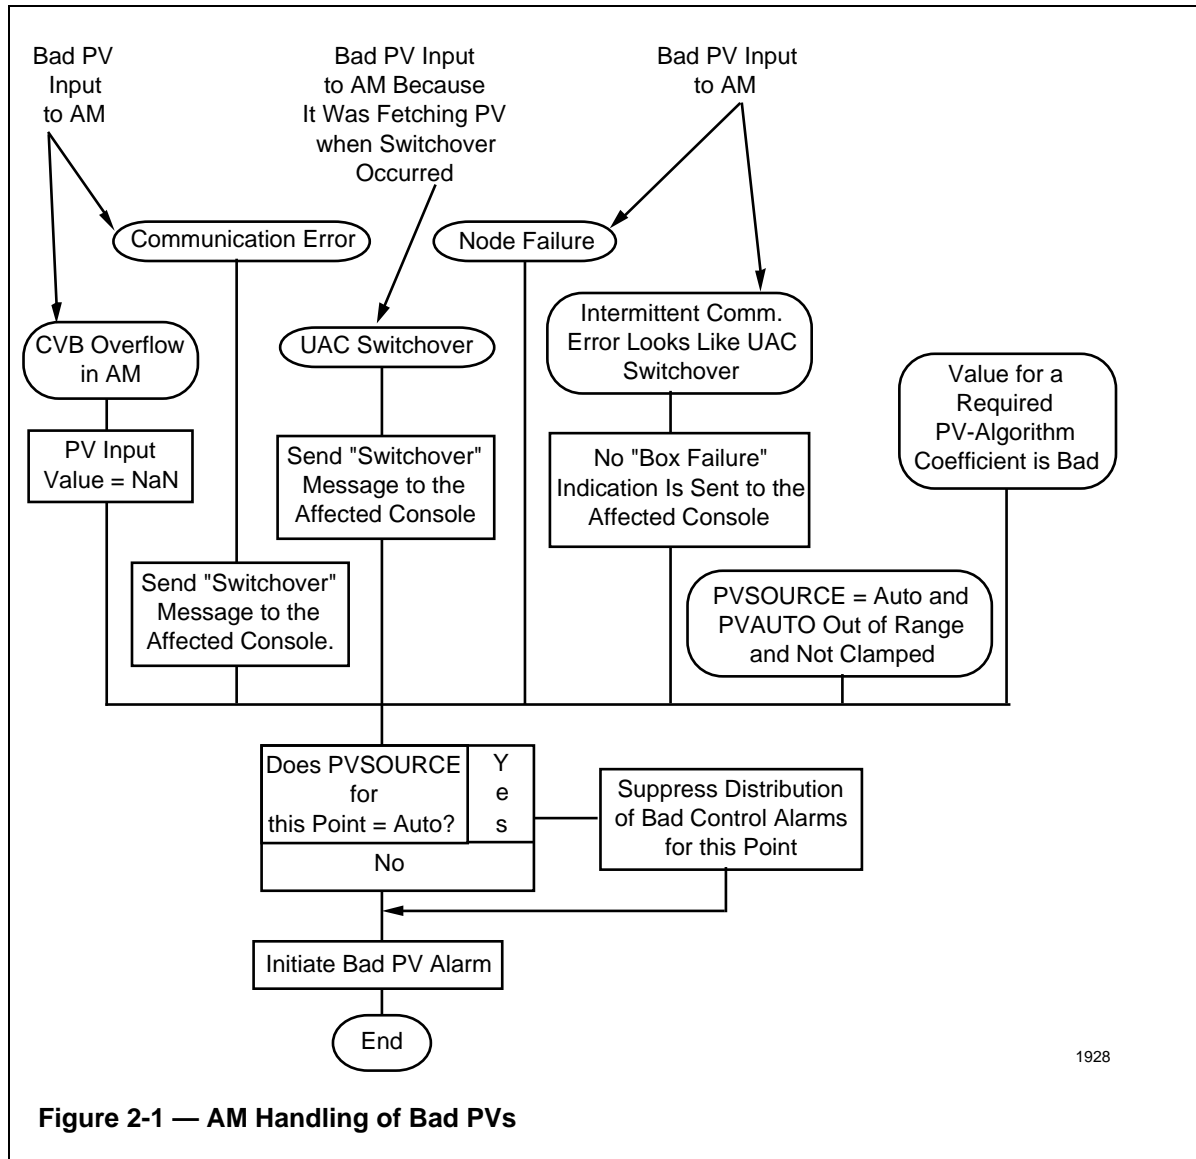 Bad PV
Input
to AM
Bad PV Input
to AM Because
It Was Fetching PV
when Switchover
Occurred
Bad PV Input
to AM
Communication Error
Node Failure
CVB Overflow
in AM
UAC Switchover
Intermittent Comm.
Error Looks Like UAC
Switchover
Value for a
Required
PV-Algorithm
Coefficient is Bad
PV Input
Value = NaN
Send "Switchover"
Message to the
Affected Console
No "Box Failure"
Indication Is Sent to the
Affected Console
Send "Switchover"
Message to the
Affected Console.
PVSOURCE = Auto and
PVAUTO Out of Range
and Not Clamped
Does PVSOURCE
for
this Point = Auto?
Y
e
s
No
Suppress Distribution
of Bad Control Alarms
for this Point
Initiate Bad PV Alarm
End
1928
Figure 2-1 — AM Handling of Bad PVs